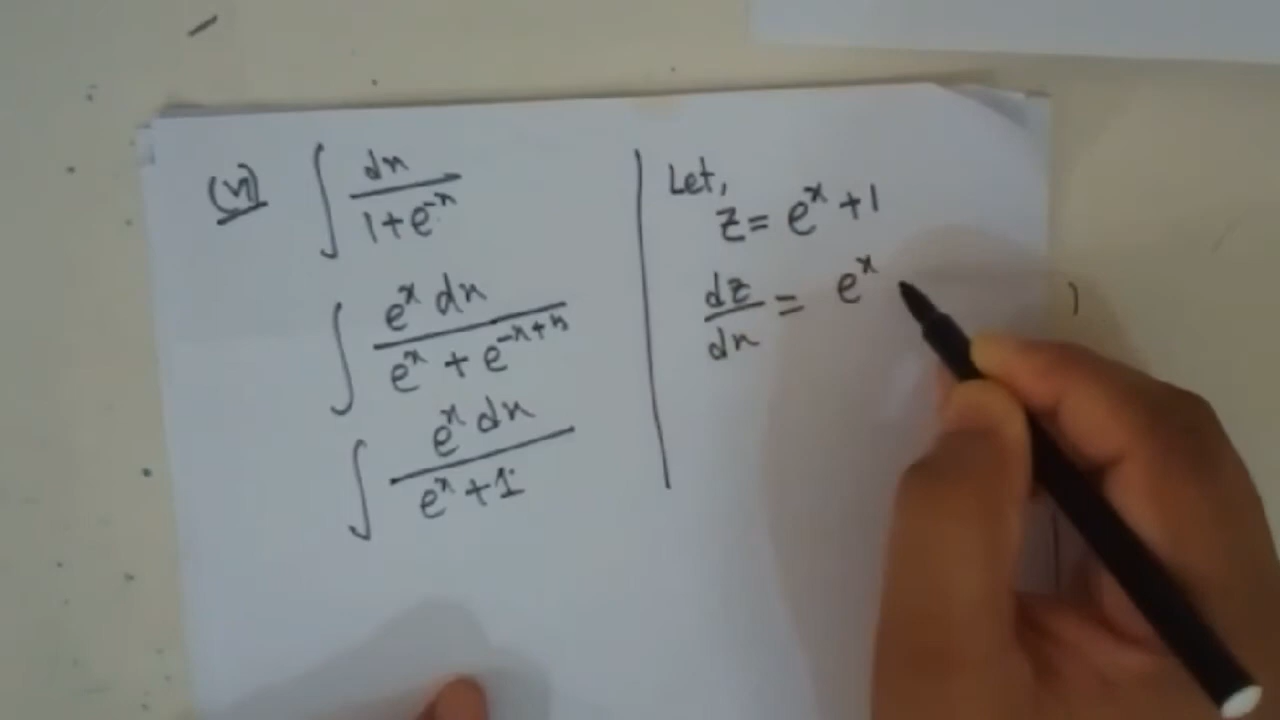 (vi) ∫ dx / 1+e^-x
∫ e^x dx / e^x + e^-x+x
∫ e^x dx / e^x + 1
Let,
z = e^x + 1
dz/dx = e^x